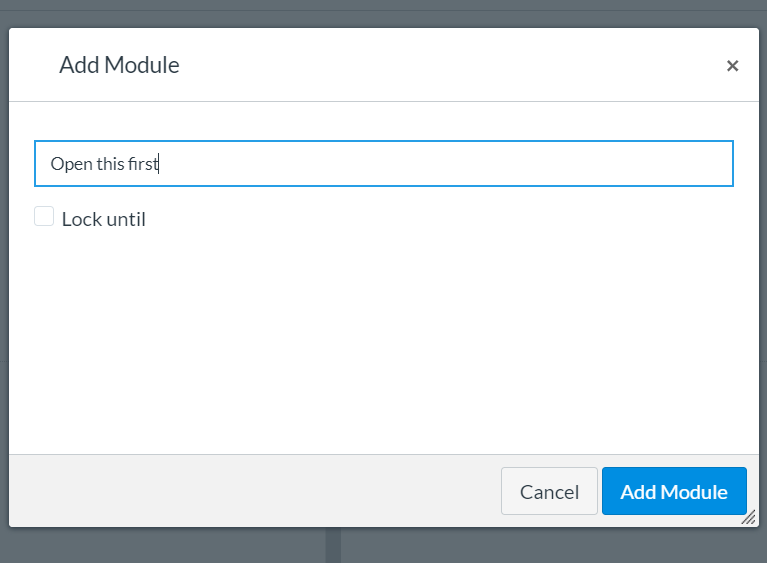 Add Module
×
Open this first
Lock until
Cancel
Add Module